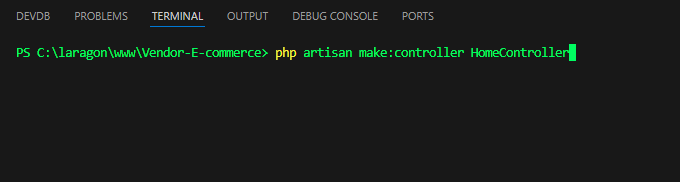 DEVDB PROBLEMS TERMINAL OUTPUT DEBUG CONSOLE PORTS
PS C:\laragon\www\Vendor-E-commerce> php artisan make:controller HomeController